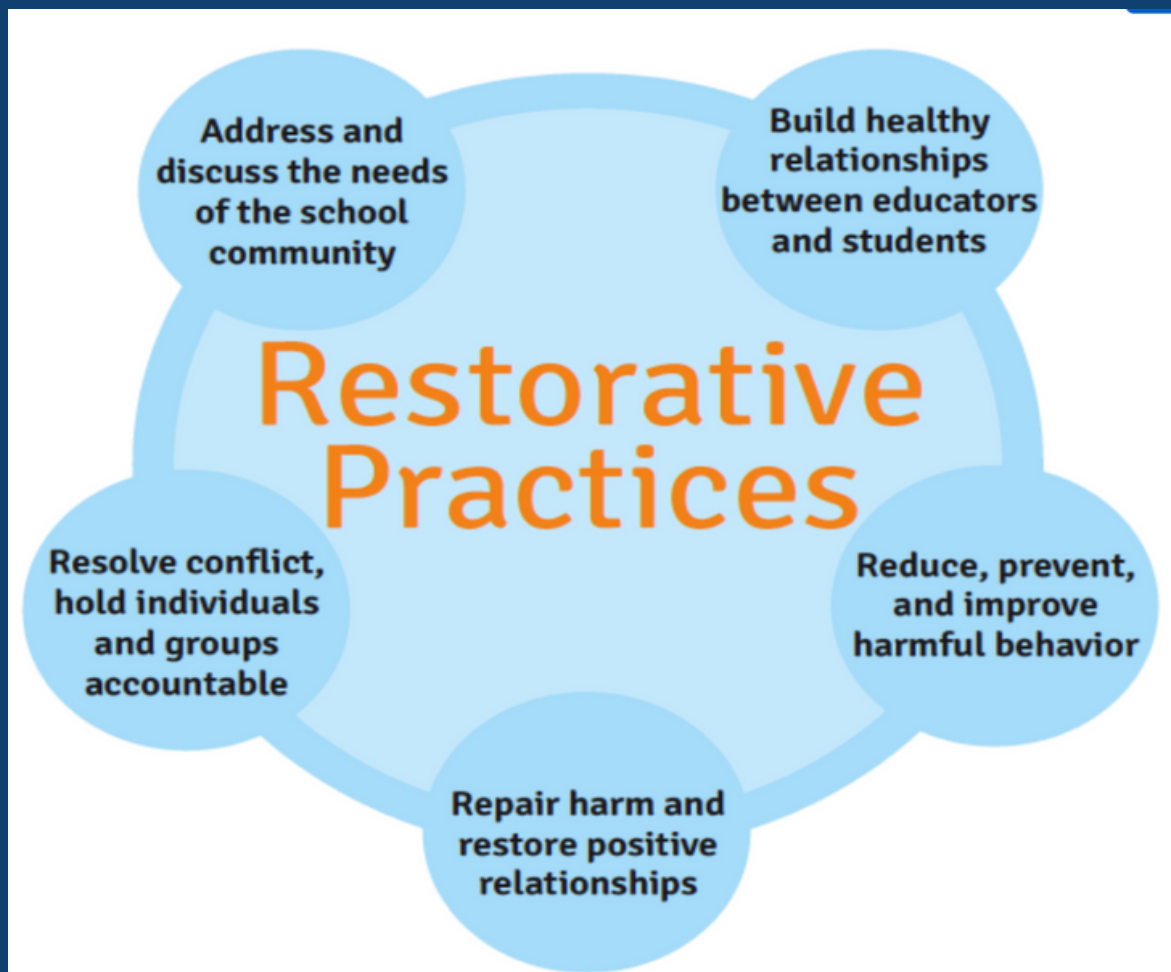 Address and
discuss the needs
of the school
community
Build healthy
relationships
between educators
and students
Restorative
Practices
Resolve conflict,
hold individuals
and groups
accountable
Reduce, prevent,
and improve
harmful behavior
Repair harm and
restore positive
relationships